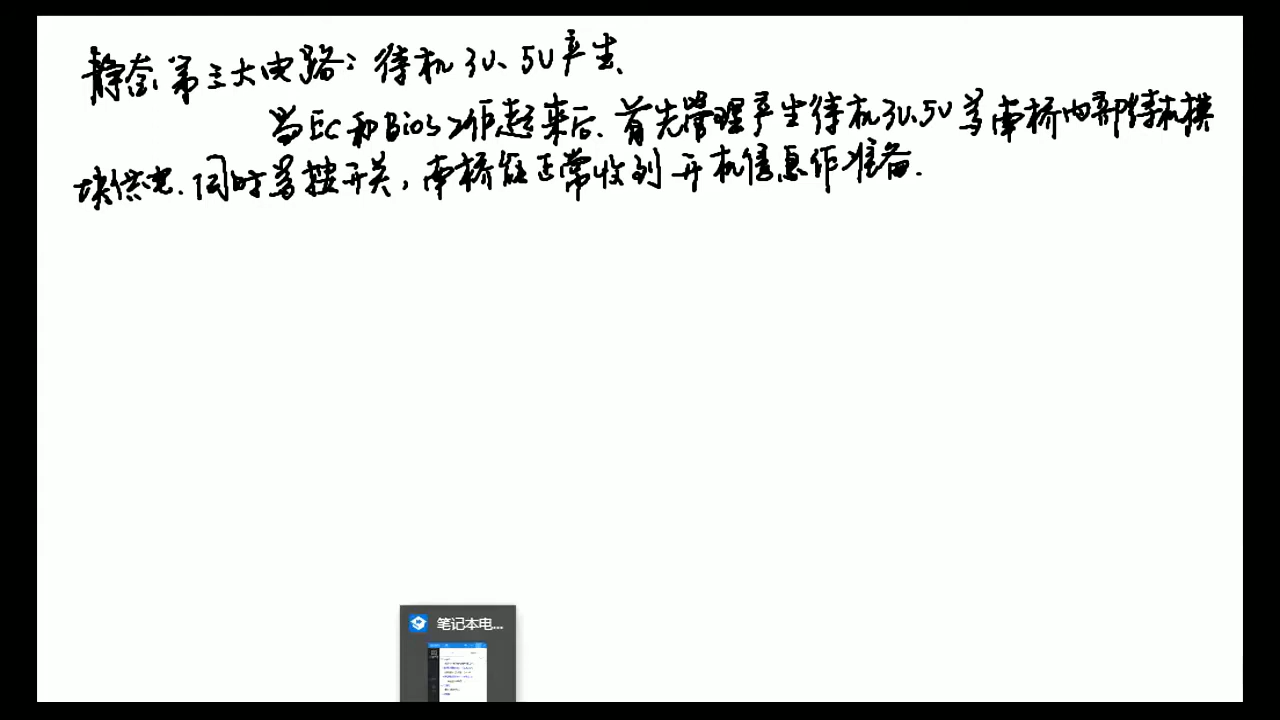 静态第三大电路：待机3V、5V产生、
当EC和Bios工作起来后、首先管理产生待机3V、5V为南桥内部待机模
块供电、同时为按开关，南桥能正常收到开机信息作准备.
笔记本电...